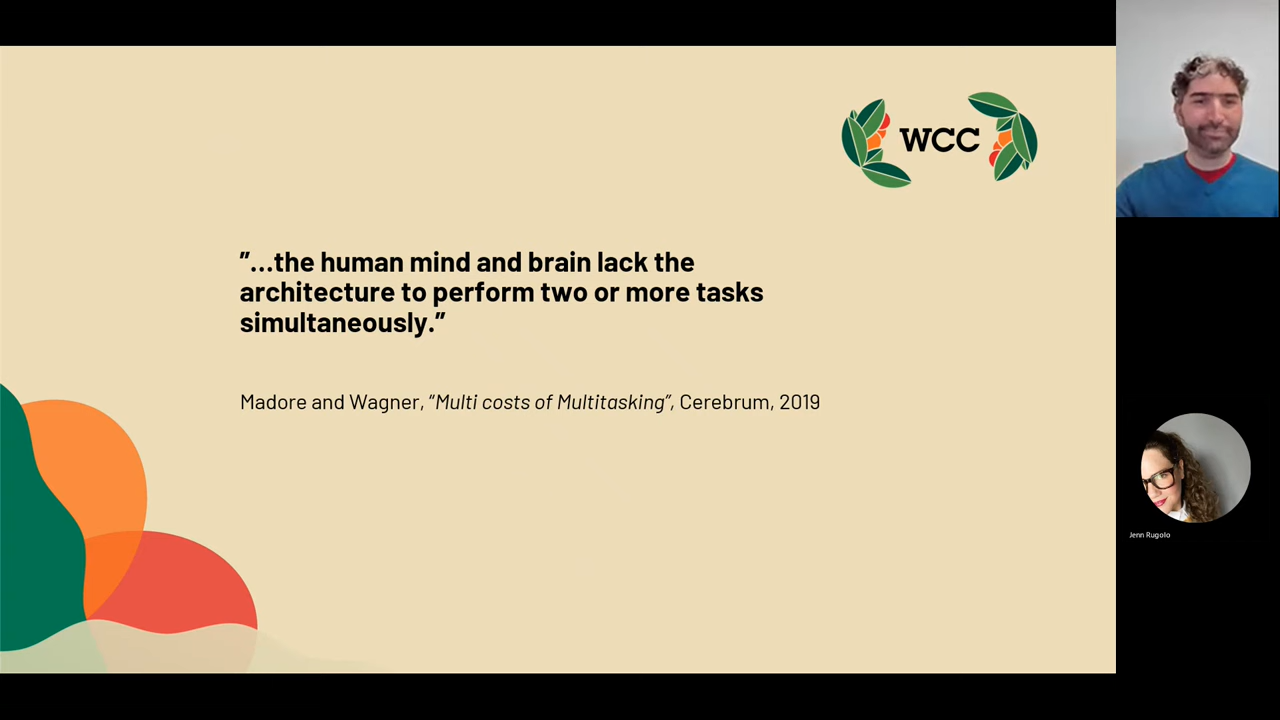 WCC
”...the human mind and brain lack the
architecture to perform two or more tasks
simultaneously.”
Madore and Wagner, “Multi costs of Multitasking”, Cerebrum, 2019
Jenn Rugolo